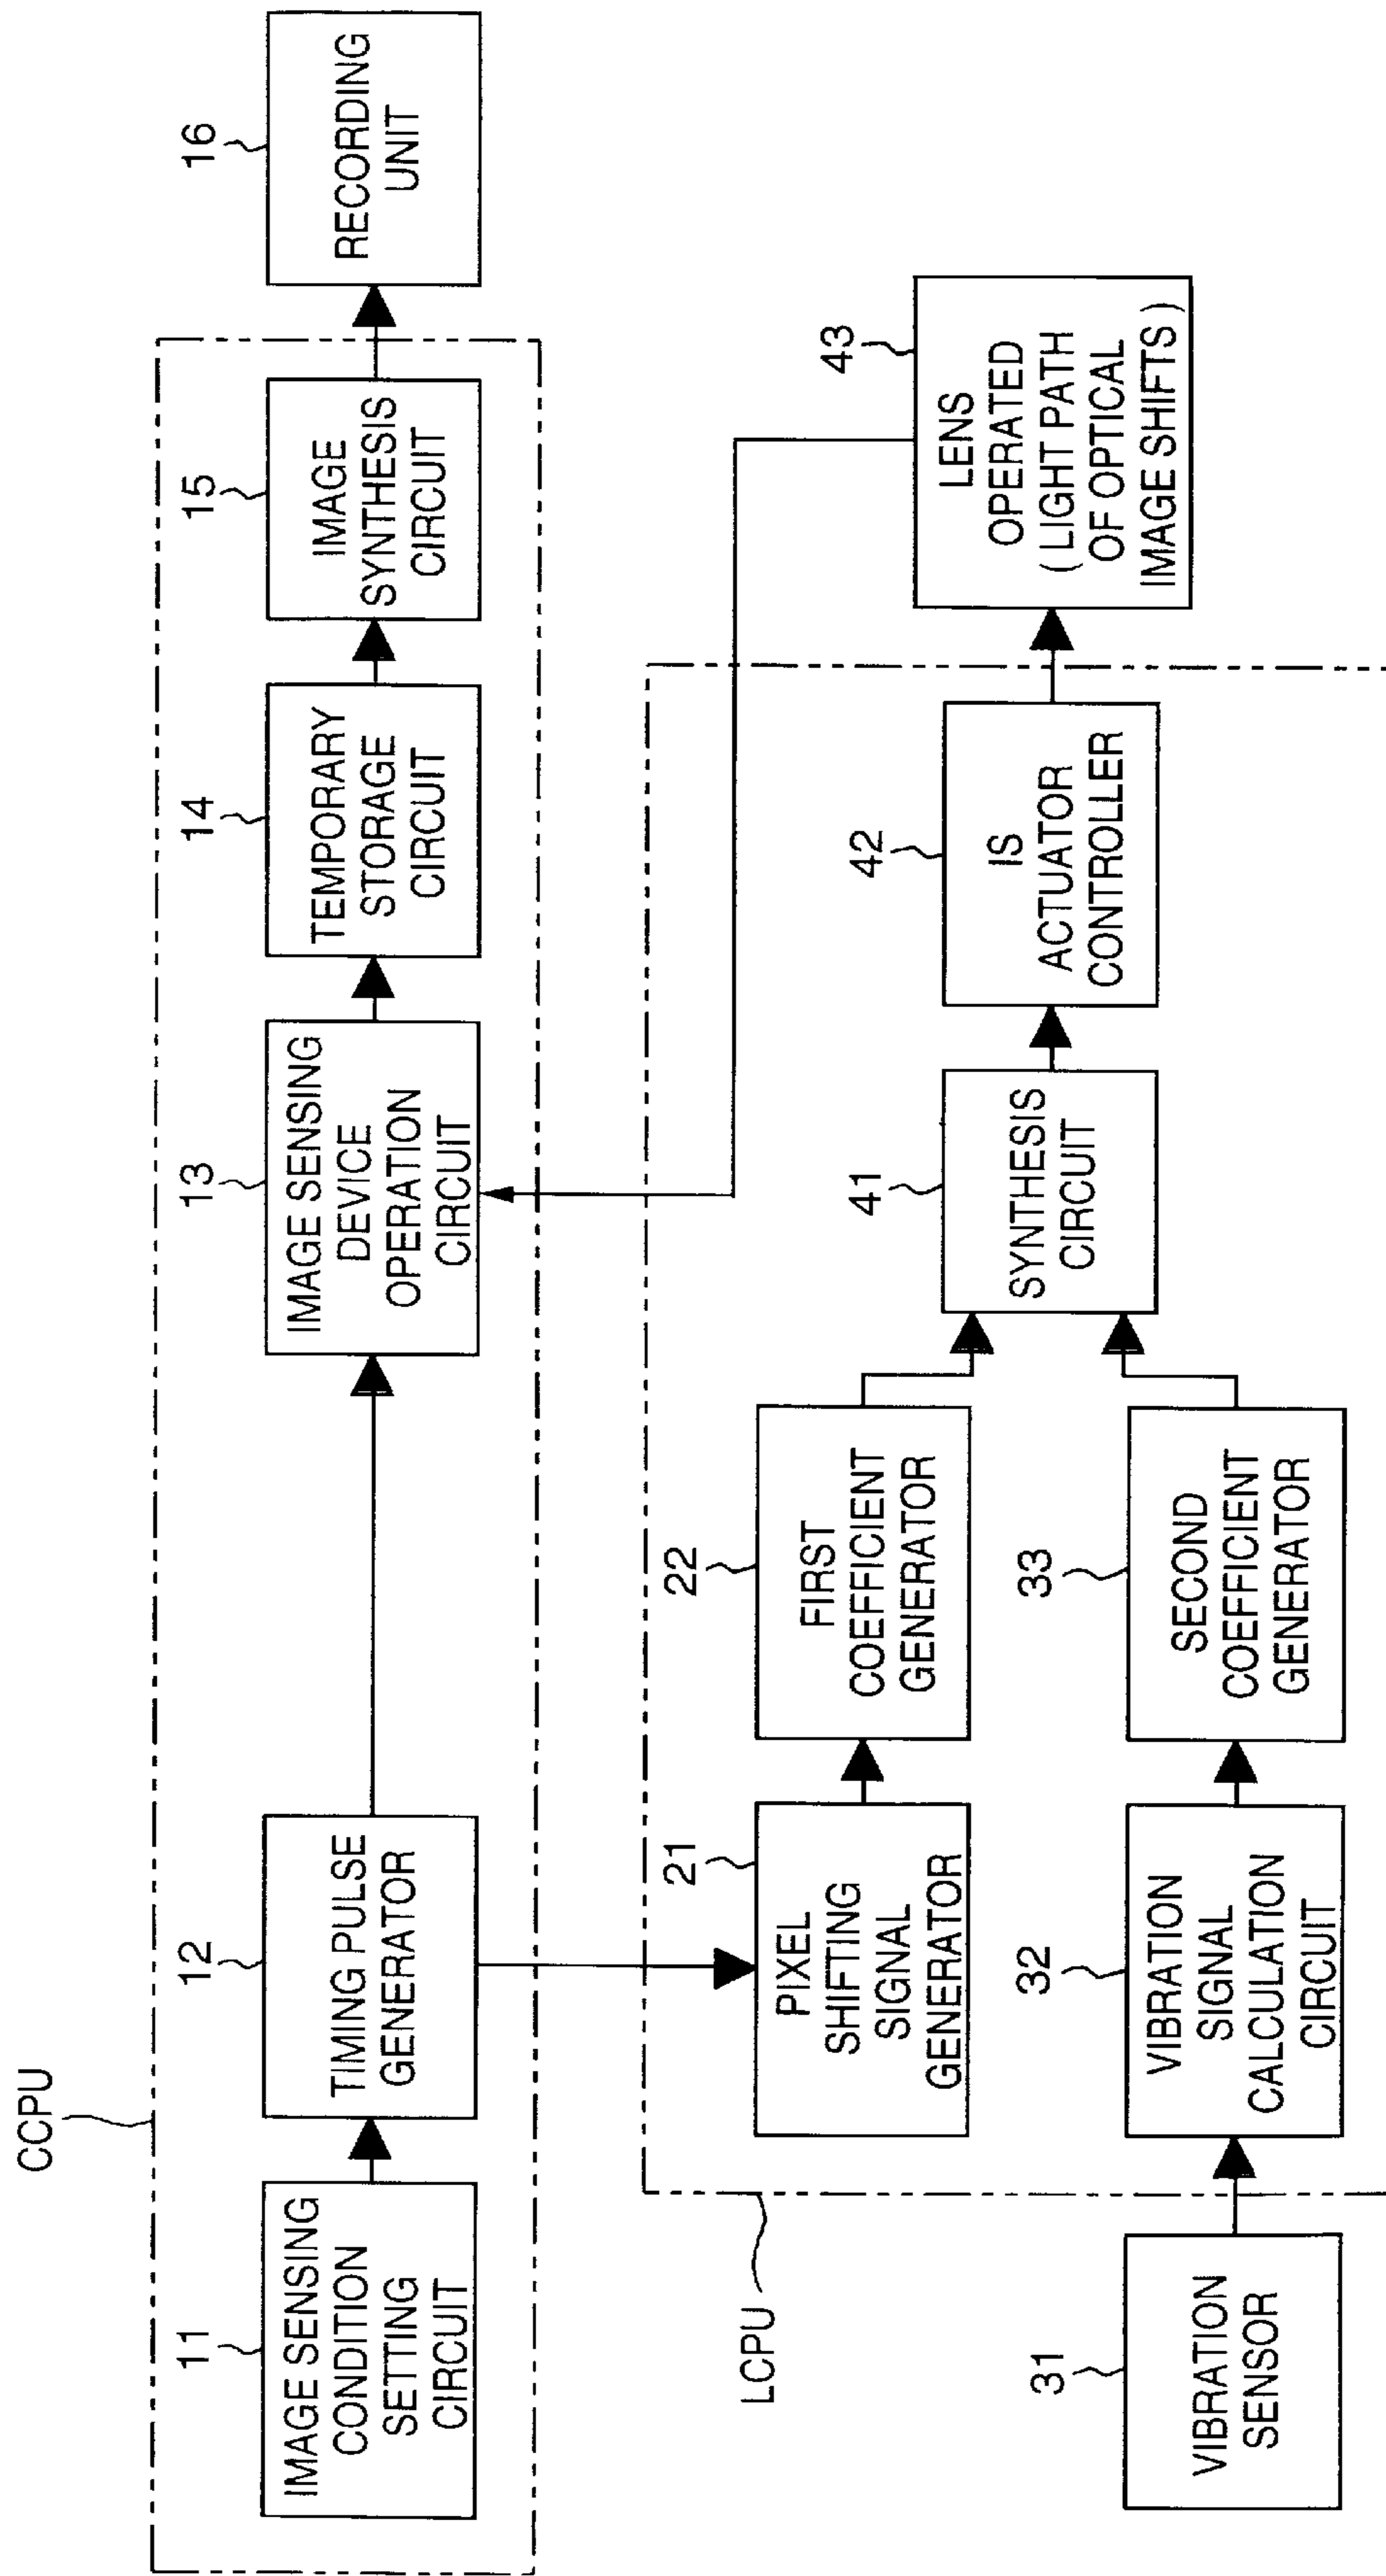 CCPU
11
IMAGE SENSING
CONDITION
SETTING
CIRCUIT
12
TIMING PULSE
GENERATOR
13
IMAGE SENSING
DEVICE
OPERATION
CIRCUIT
14
TEMPORARY
STORAGE
CIRCUIT
15
IMAGE
SYNTHESIS
CIRCUIT
16
RECORDING
UNIT
LCPU
21
PIXEL
SHIFTING
SIGNAL
GENERATOR
22
FIRST
COEFFICIENT
GENERATOR
31
VIBRATION
SENSOR
32
VIBRATION
SIGNAL
CALCULATION
CIRCUIT
33
SECOND
COEFFICIENT
GENERATOR
41
SYNTHESIS
CIRCUIT
42
IS
ACTUATOR
CONTROLLER
43
LENS
OPERATED
(LIGHT PATH
OF OPTICAL
IMAGE SHIFTS)